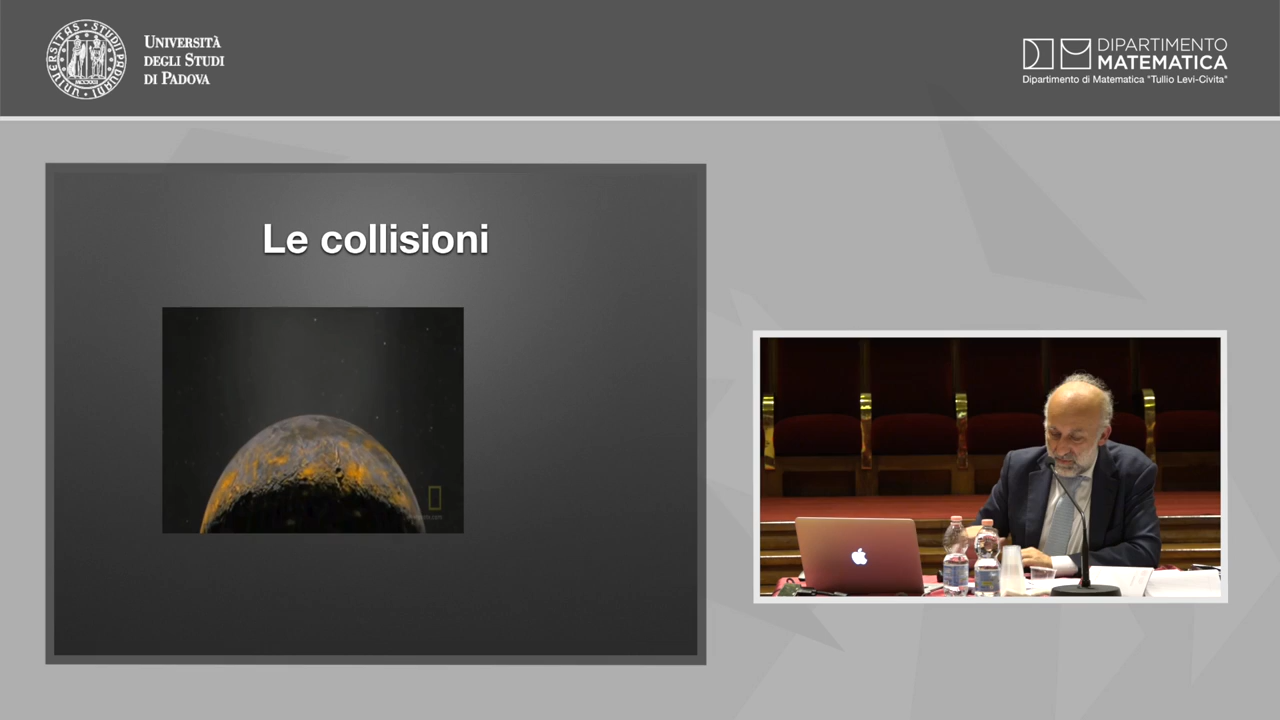 UNIVERSITÀ
DEGLI STUDI
DI PADOVA
DIPARTIMENTO
MATEMATICA
Dipartimento di Matematica "Tullio Levi-Civita"
Le collisioni